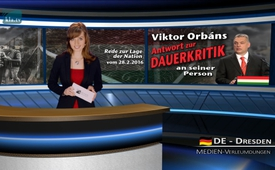 Rede zur Lage
der Nation
vom 28.2.2016
Viktor Orbáns
Antwort zur
DAUERKRITIK
an seiner
Person
DE - DRESDEN
MEDIEN-VERLEUMDUNGEN